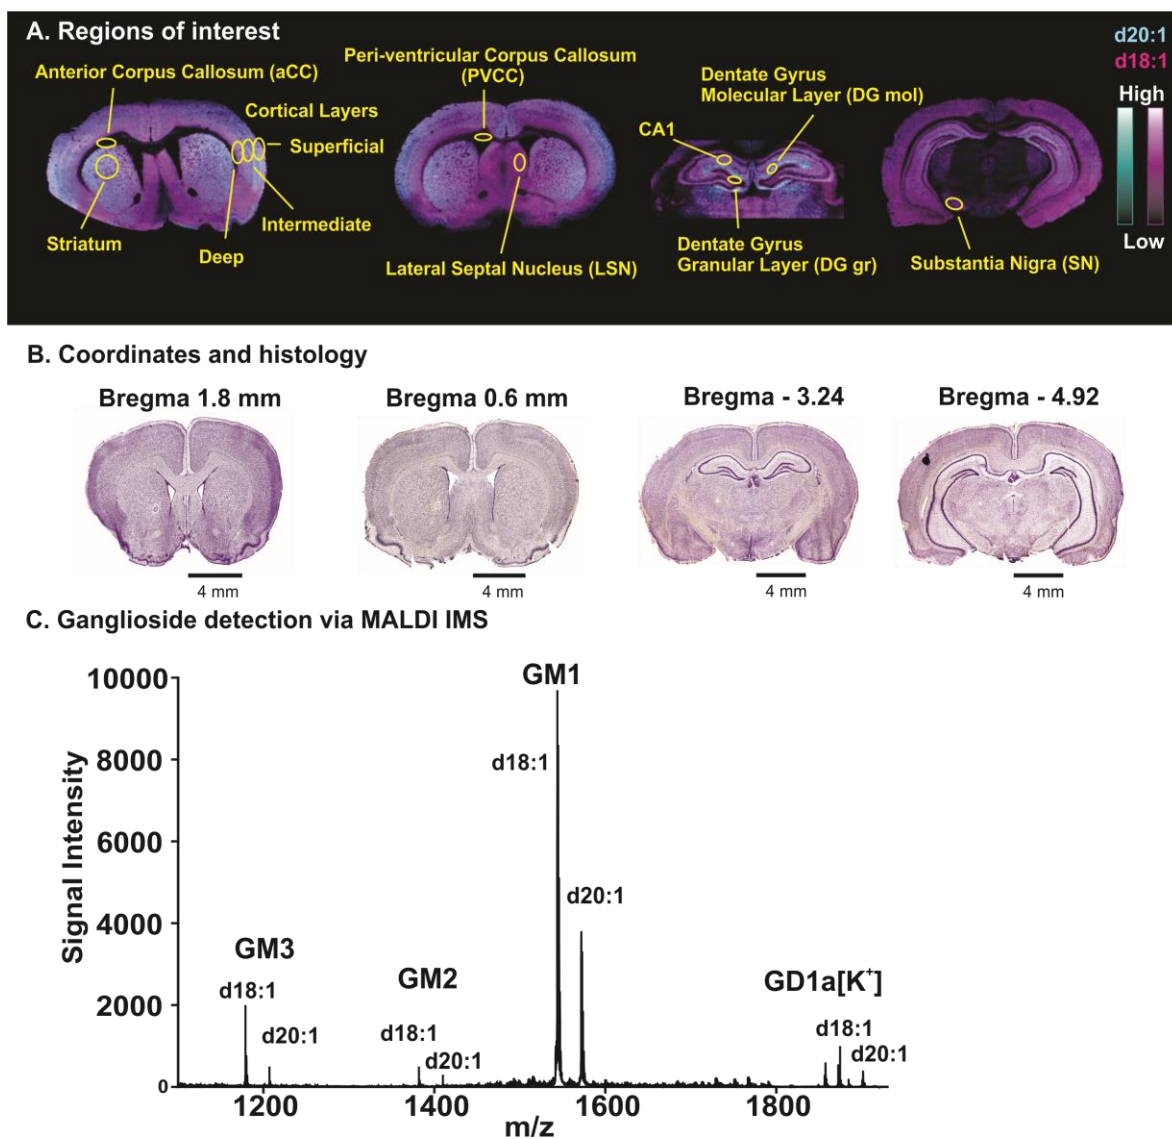 A. Regions of interest
d20:1
d18:1
High
Low
Anterior Corpus Callosum (aCC)
Cortical Layers
Superficial
Intermediate
Deep
Striatum
Peri-ventricular Corpus Callosum
(PVCC)
Lateral Septal Nucleus (LSN)
Dentate Gyrus
Molecular Layer (DG mol)
CA1
Dentate Gyrus
Granular Layer (DG gr)
Substantia Nigra (SN)
B. Coordinates and histology
Bregma 1.8 mm
Bregma 0.6 mm
Bregma - 3.24
Bregma - 4.92
4 mm
4 mm
4 mm
4 mm
C. Ganglioside detection via MALDI IMS
Signal Intensity
10000
8000
6000
4000
2000
0
GM3
d18:1
d20:1
GM2
d18:1
d20:1
GM1
d18:1
d20:1
GD1a[K⁺]
d18:1
d20:1
1200
1400
1600
1800
m/z